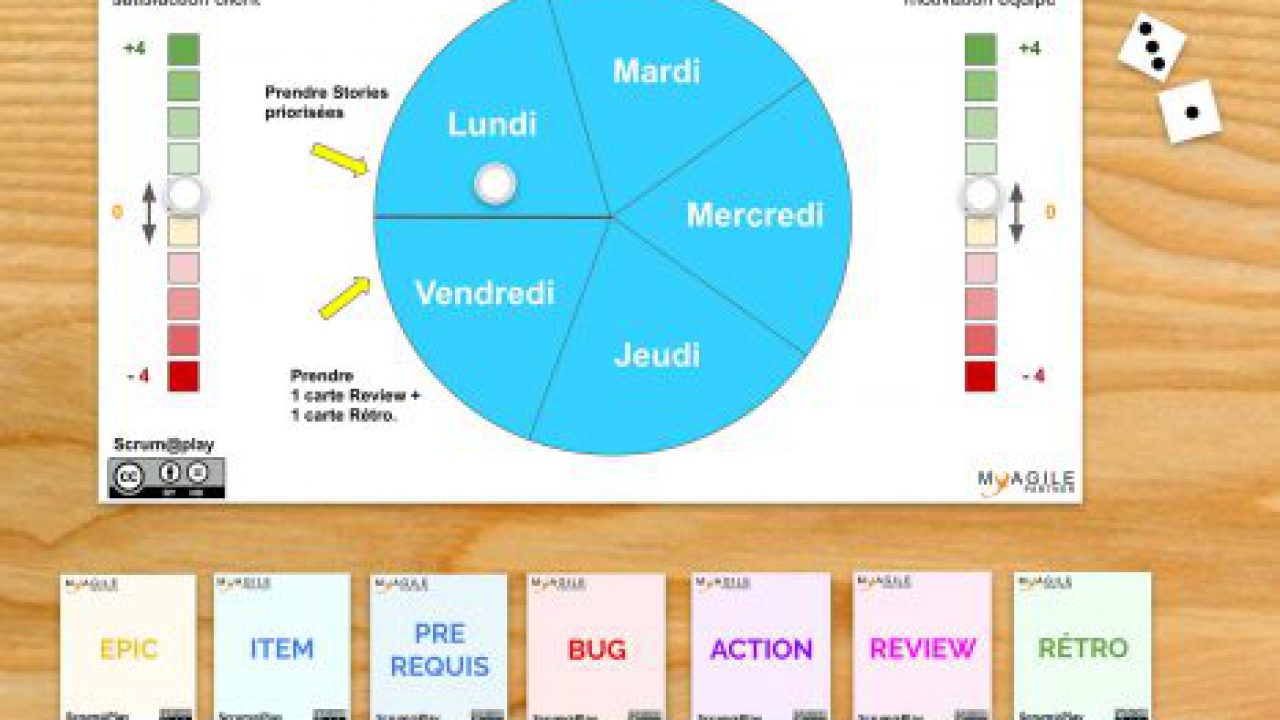 Satisfaction client
motivation équipe
+4
+4
Prendre Stories
priorisées
Mardi
Lundi
Mercredi
0
0
Vendredi
Jeudi
- 4
- 4
Prendre
1 carte Review +
1 carte Rétro.
Scrum@play
cc
MyAGILE
PARTNER
MyAGILE
MyAGILE
MyAGILE
MyAGILE
MyAGILE
MyAGILE
MyAGILE
EPIC
ITEM
PRE
REQUIS
BUG
ACTION
REVIEW
RÉTRO